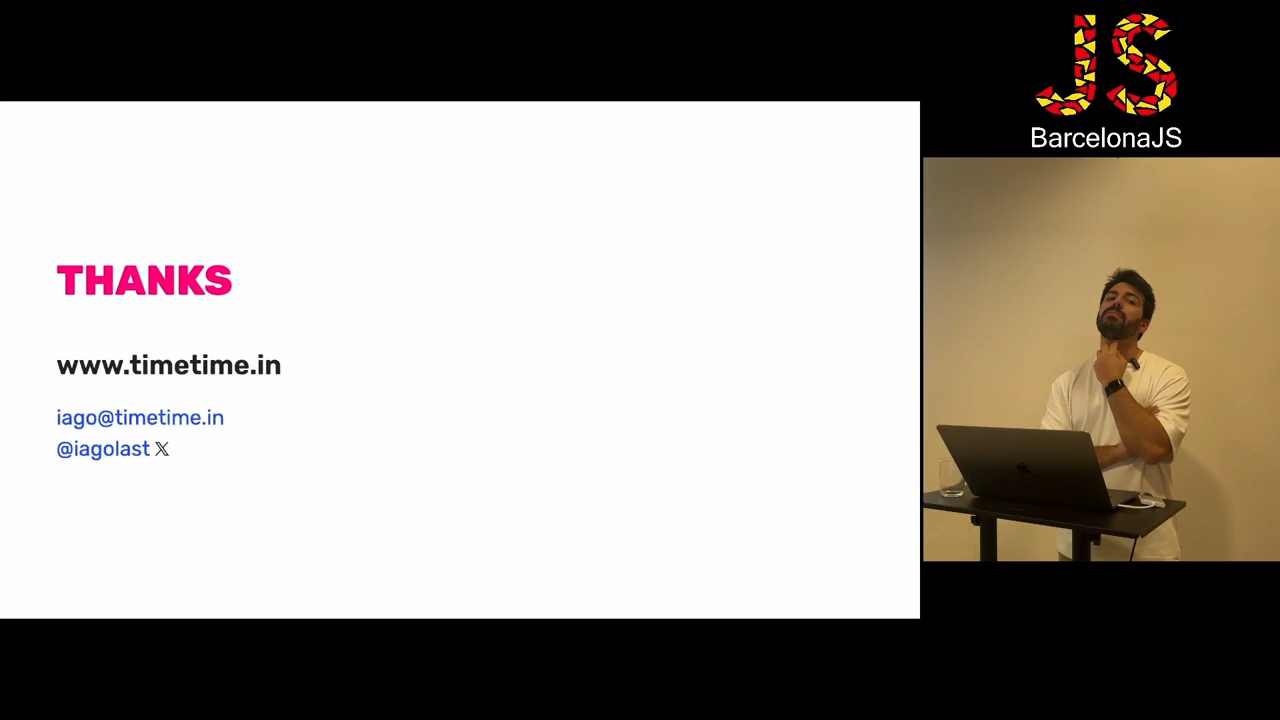 JS
BarcelonaJS
THANKS
www.timetime.in
iago@timetime.in
@iagolast 𝕏